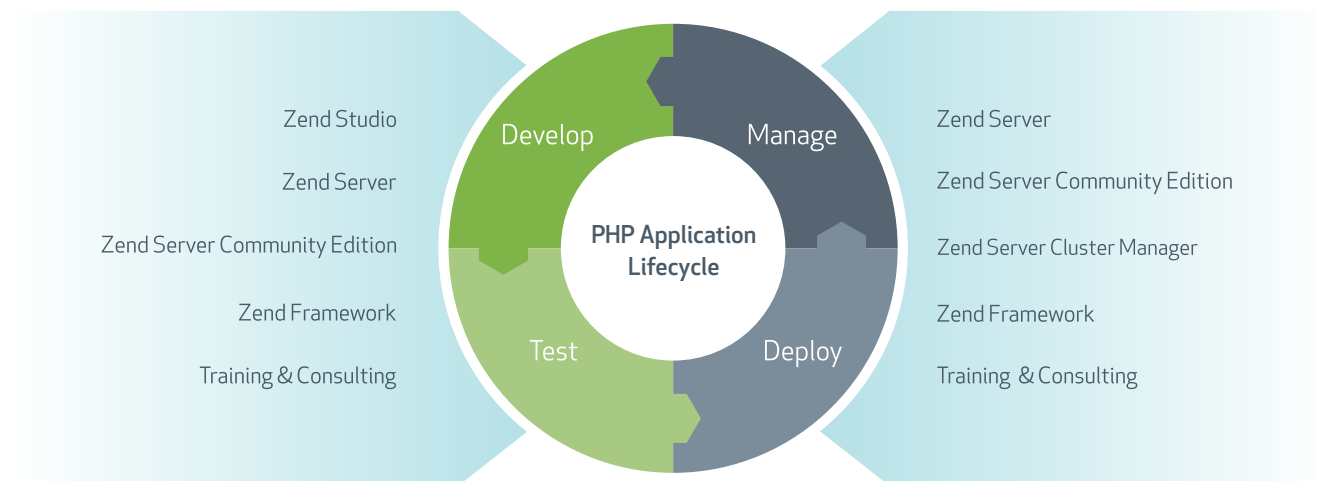 Zend Studio
Zend Server
Zend Server Community Edition
Zend Framework
Training & Consulting
Develop
Manage
PHP Application
Lifecycle
Test
Deploy
Zend Server
Zend Server Community Edition
Zend Server Cluster Manager
Zend Framework
Training & Consulting